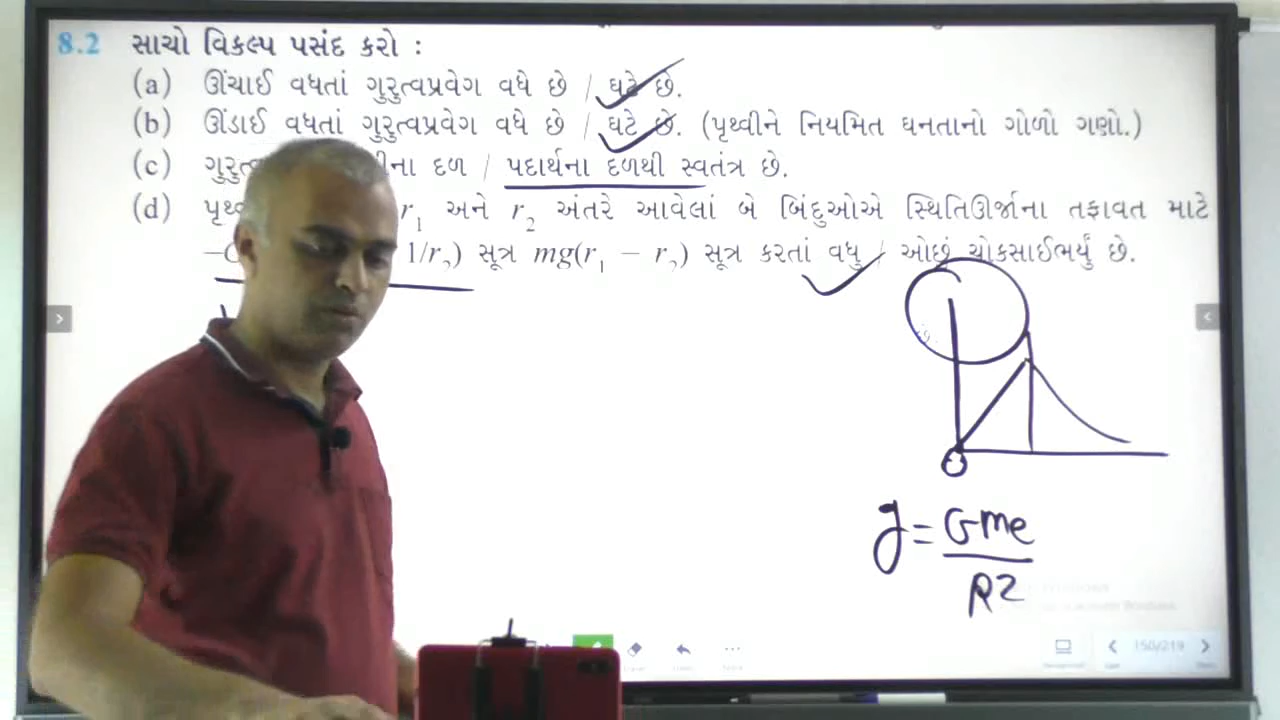 8.2 સાચો વિકલ્પ પસંદ કરો :
(a) ઊંચાઈ વધતાં ગુરુત્વપ્રવેગ વધે છે / ઘટે છે.
(b) ઊંડાઈ વધતાં ગુરુત્વપ્રવેગ વધે છે / ઘટે છે. (પૃથ્વીને નિયમિત ઘનતાનો ગોળો ગણો.)
(c) દળ / પદાર્થના દળથી સ્વતંત્ર છે.
(d) r₁ અને r₂ અંતરે આવેલાં બે બિંદુઓએ સ્થિતિઊર્જાના તફાવત માટે
1/r₂) સૂત્ર mg(r₁ − r₂) સૂત્ર કરતાં વધુ / ઓછું ચોકસાઈભર્યું છે.
g = Gme
R2
150/219